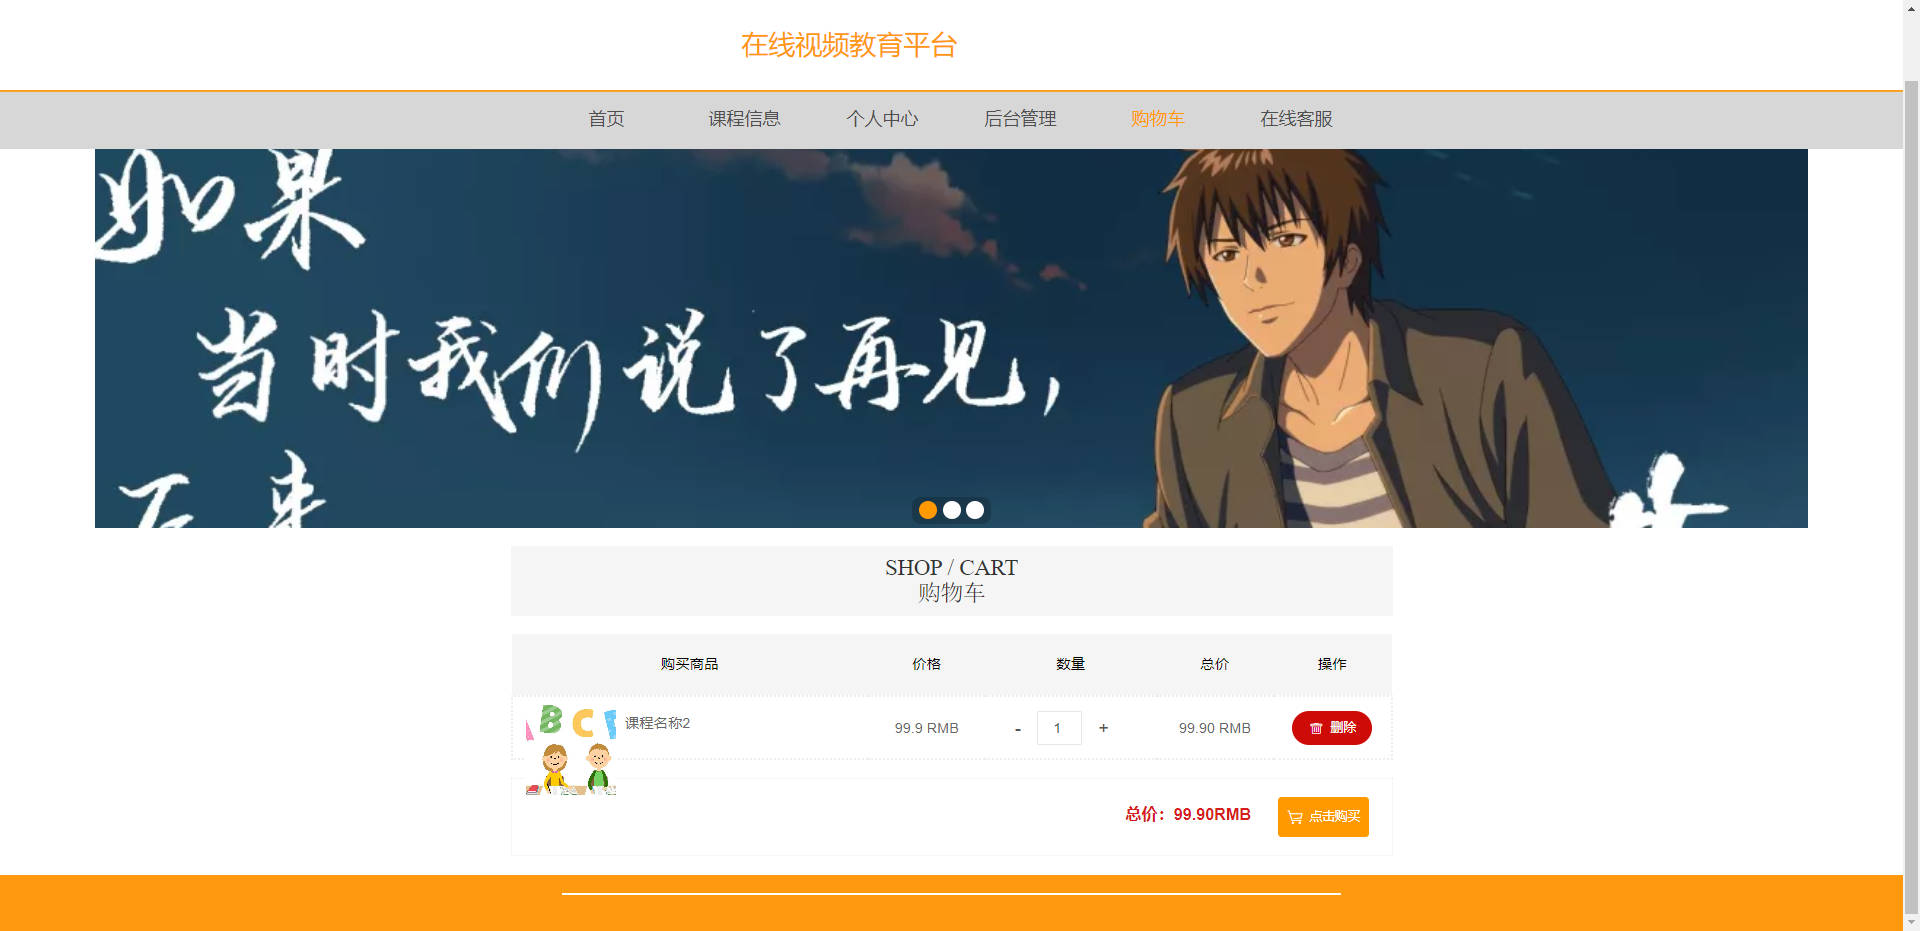 在线视频教育平台
首页 课程信息 个人中心 后台管理 购物车 在线客服
如果
当时我们说了再见，
SHOP / CART
购物车
购买商品 价格 数量 总价 操作
A B C
课程名称2 99.9 RMB - 1 + 99.90 RMB 删除
总价：99.90RMB 点击购买